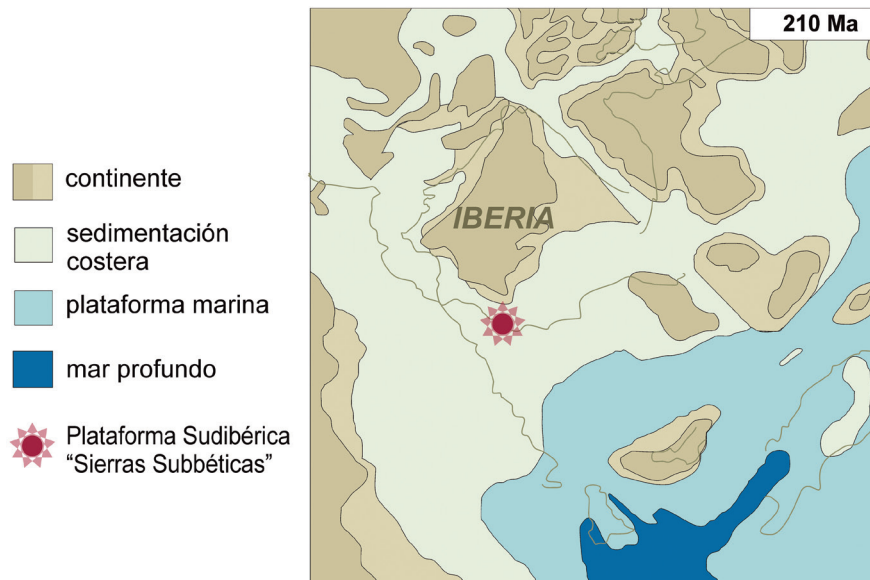 210 Ma
IBERIA
continente
sedimentación
costera
plataforma marina
mar profundo
Plataforma Sudibérica
“Sierras Subbéticas”